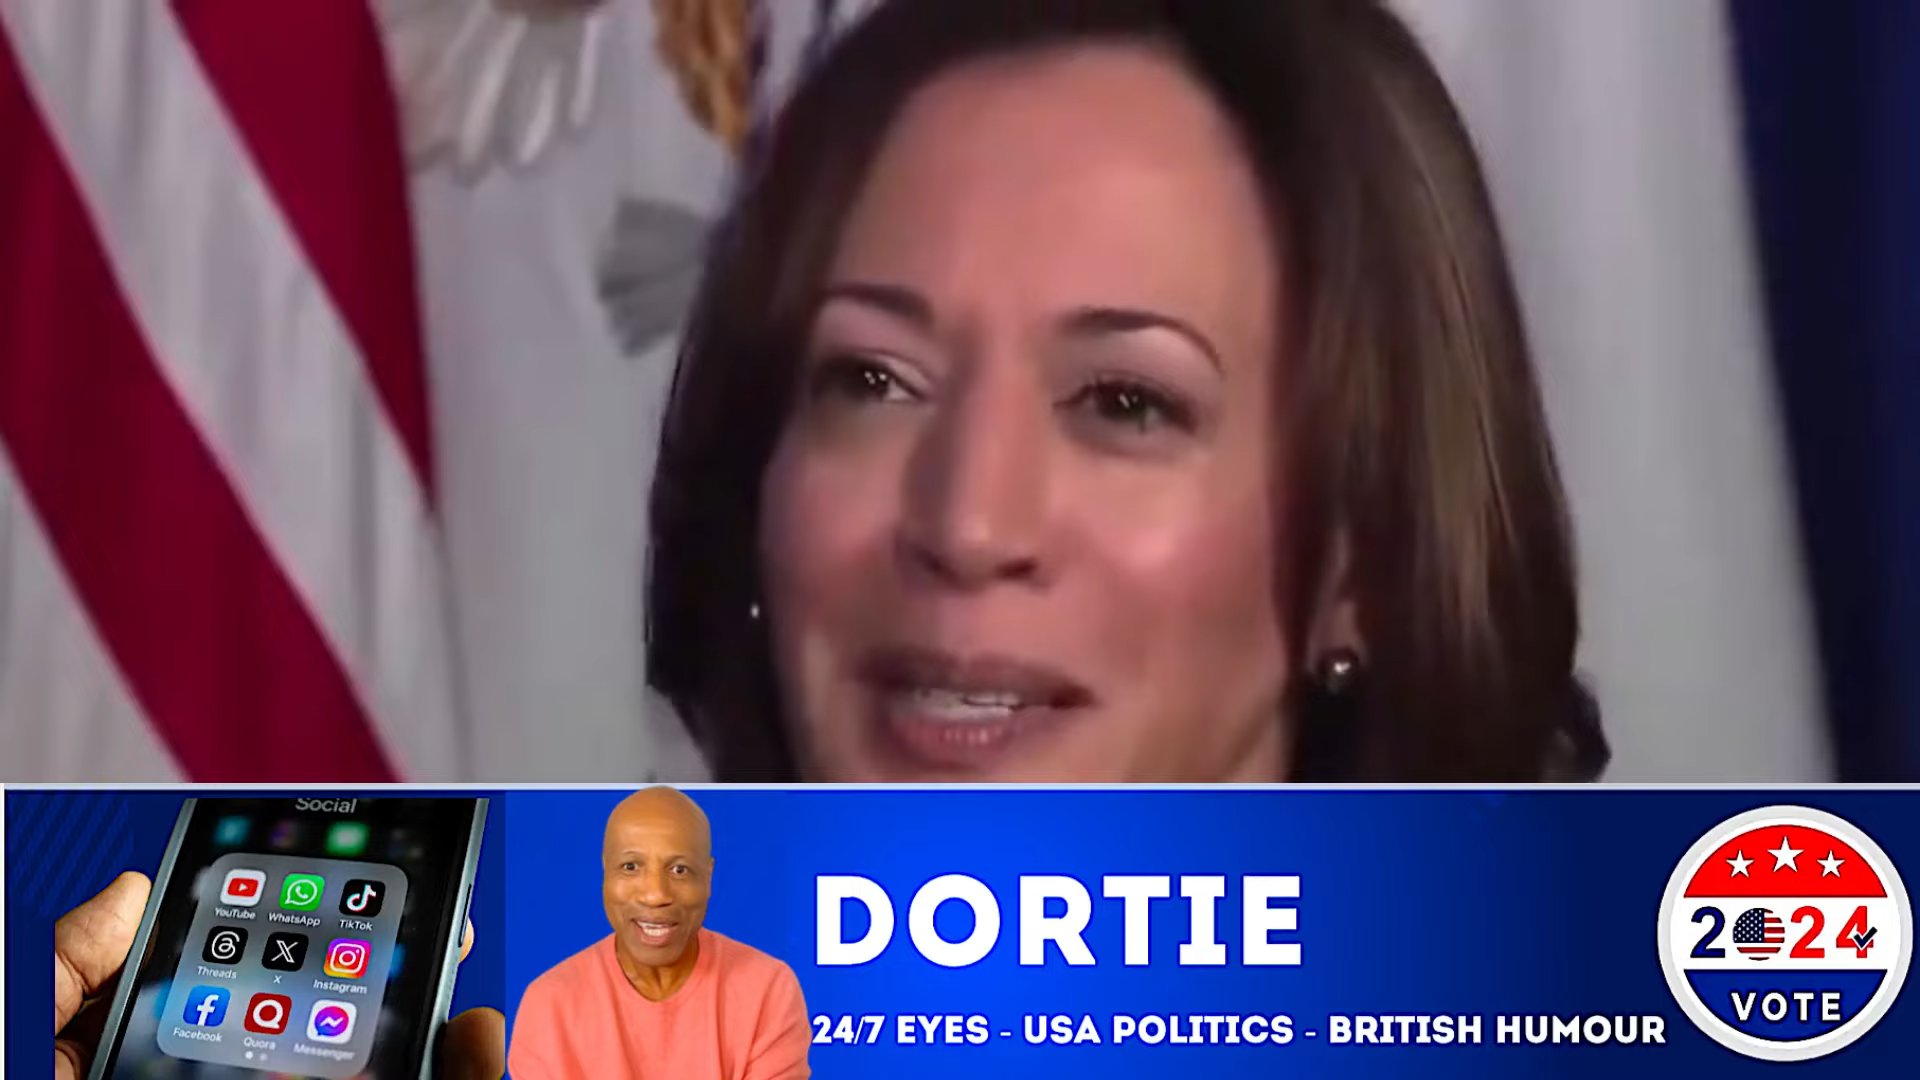 Social
YouTube
WhatsApp
TikTok
Threads
X
Instagram
Facebook
Quora
Messenger
DORTIE
24/7 EYES - USA POLITICS - BRITISH HUMOUR
2024
VOTE